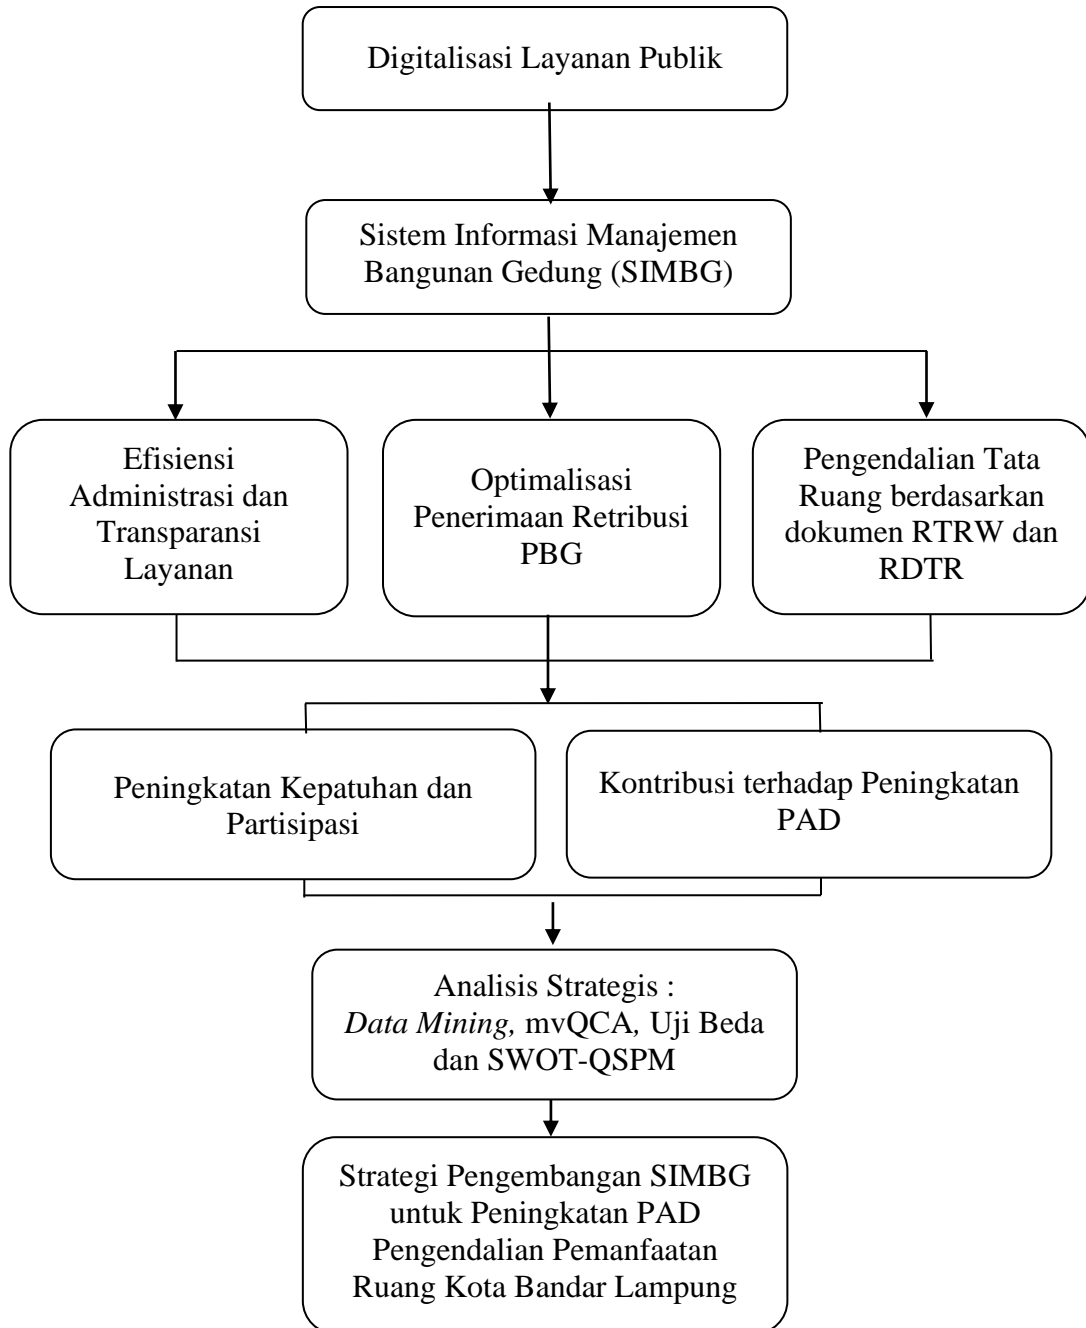 Digitalisasi Layanan Publik
Sistem Informasi Manajemen
Bangunan Gedung (SIMBG)
Efisiensi
Administrasi dan
Transparansi
Layanan
Optimalisasi
Penerimaan Retribusi
PBG
Pengendalian Tata
Ruang berdasarkan
dokumen RTRW dan
RDTR
Peningkatan Kepatuhan dan
Partisipasi
Kontribusi terhadap Peningkatan
PAD
Analisis Strategis :
Data Mining, mvQCA, Uji Beda
dan SWOT-QSPM
Strategi Pengembangan SIMBG
untuk Peningkatan PAD
Pengendalian Pemanfaatan
Ruang Kota Bandar Lampung